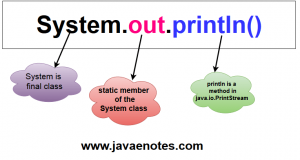 System.out.println()
System is
final class
static member
of the
System class
println is a
method in
java.io.PrintStream
www.javaenotes.com